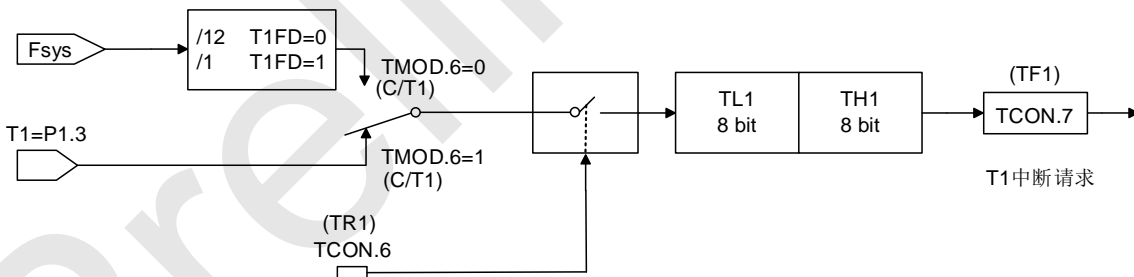 Fsys
/12 T1FD=0
/1 T1FD=1
TMOD.6=0
(C/T1)
T1=P1.3
TMOD.6=1
(C/T1)
(TR1)
TCON.6
TL1
8 bit
TH1
8 bit
(TF1)
TCON.7
T1中断请求